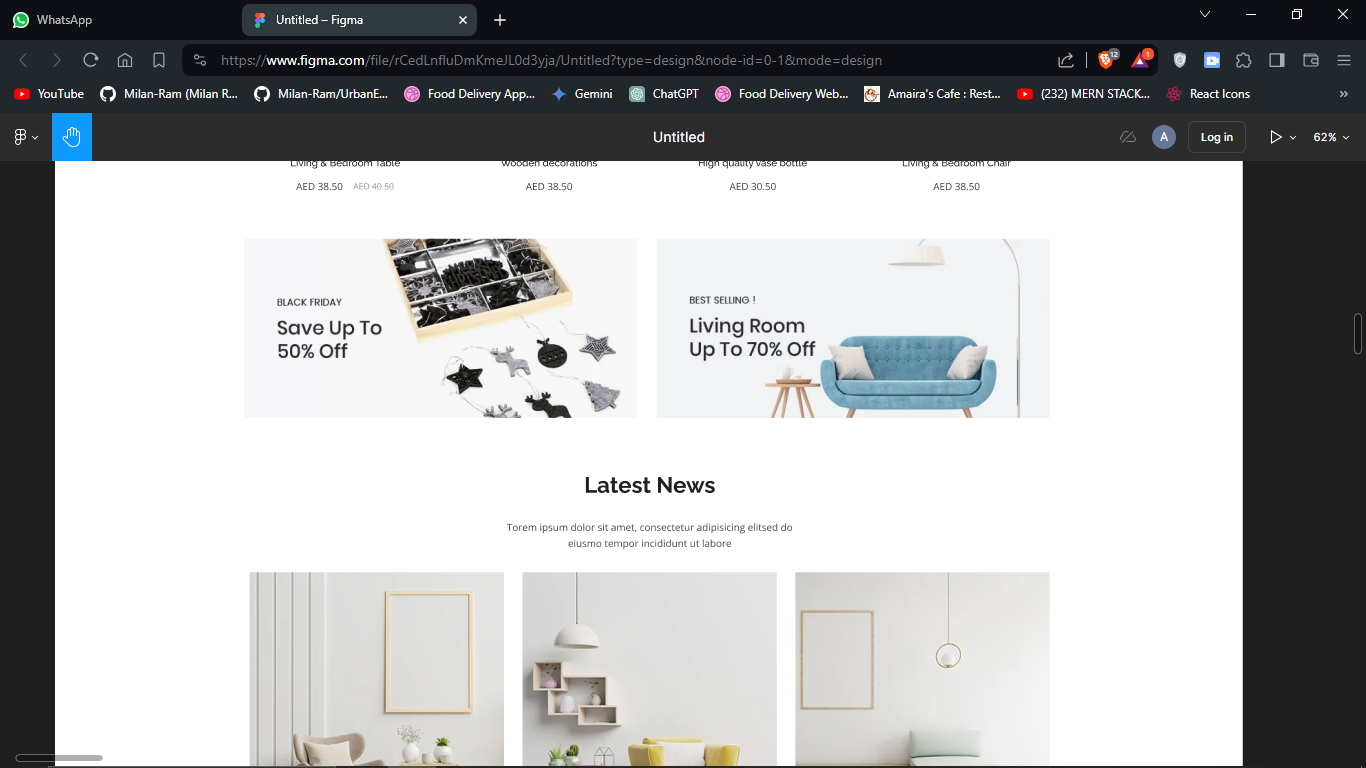 WhatsApp
Untitled – Figma
https://www.figma.com/file/rCedLnfluDmKmeJL0d3yja/Untitled?type=design&node-id=0-1&mode=design
12
1
YouTube
Milan-Ram (Milan R...
Milan-Ram/UrbanE...
Food Delivery App...
Gemini
ChatGPT
Food Delivery Web...
Amaira's Cafe : Rest...
(232) MERN STACK...
React Icons
»
Untitled
A
Log in
62%
Living & Bedroom Table
Wooden decorations
High quality vase bottle
Living & Bedroom Chair
AED 38.50 AED 40.50
AED 38.50
AED 30.50
AED 38.50
BLACK FRIDAY
Save Up To
50% Off
BEST SELLING !
Living Room
Up To 70% Off
Latest News
Torem ipsum dolor sit amet, consectetur adipisicing elitsed do
eiusmo tempor incididunt ut labore